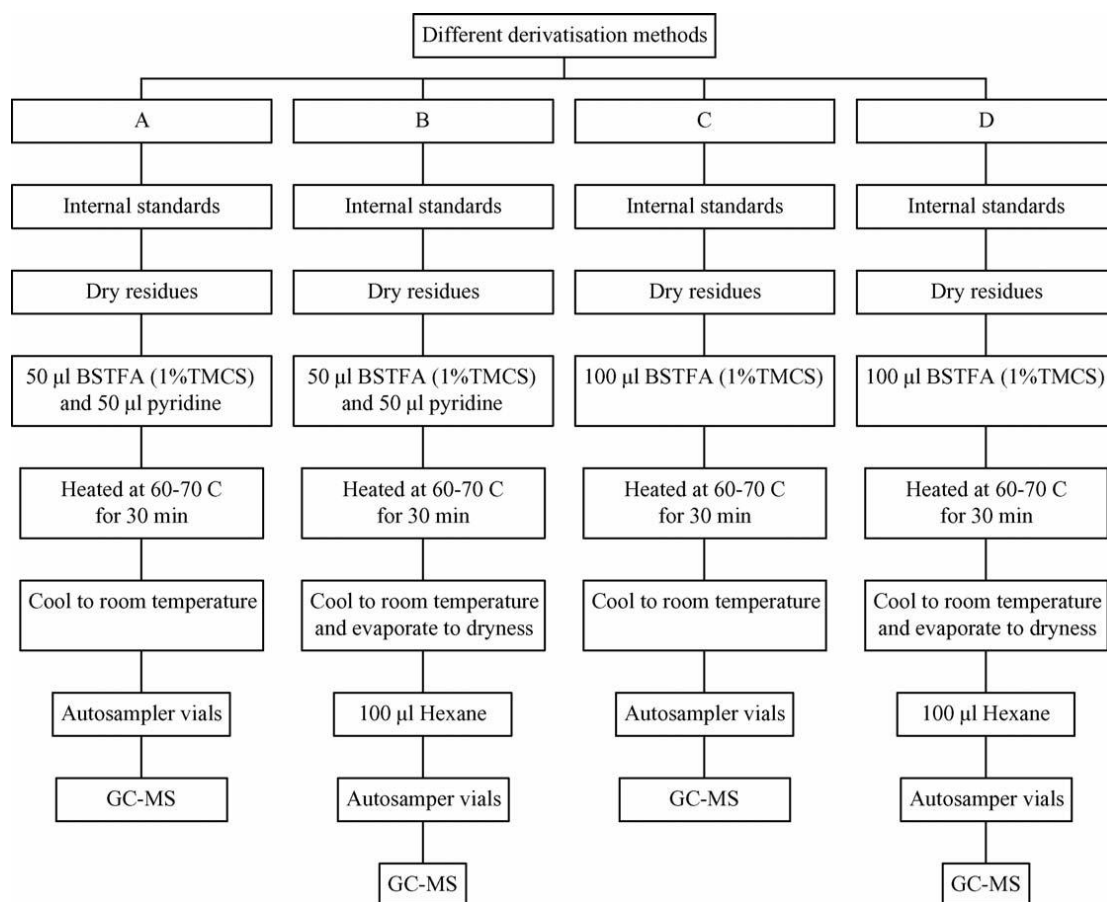 Different derivatisation methods
A
Internal standards
Dry residues
50 µl BSTFA (1%TMCS)
and 50 µl pyridine
Heated at 60-70 C
for 30 min
Cool to room temperature
Autosampler vials
GC-MS
B
Internal standards
Dry residues
50 µl BSTFA (1%TMCS)
and 50 µl pyridine
Heated at 60-70 C
for 30 min
Cool to room temperature
and evaporate to dryness
100 µl Hexane
Autosamper vials
GC-MS
C
Internal standards
Dry residues
100 µl BSTFA (1%TMCS)
Heated at 60-70 C
for 30 min
Cool to room temperature
Autosampler vials
GC-MS
D
Internal standards
Dry residues
100 µl BSTFA (1%TMCS)
Heated at 60-70 C
for 30 min
Cool to room temperature
and evaporate to dryness
100 µl Hexane
Autosamper vials
GC-MS